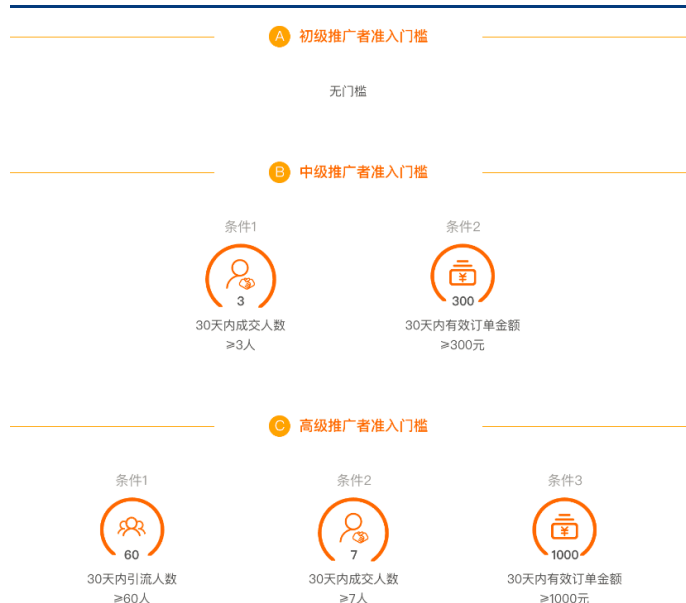 A 初级推广者准入门槛
无门槛
B 中级推广者准入门槛
条件1 条件2
¥
3 300
30天内成交人数 30天内有效订单金额
≥3人 ≥300元
C 高级推广者准入门槛
条件1 条件2 条件3
¥
60 7 1000
30天内引流人数 30天内成交人数 30天内有效订单金额
≥60人 ≥7人 ≥1000元